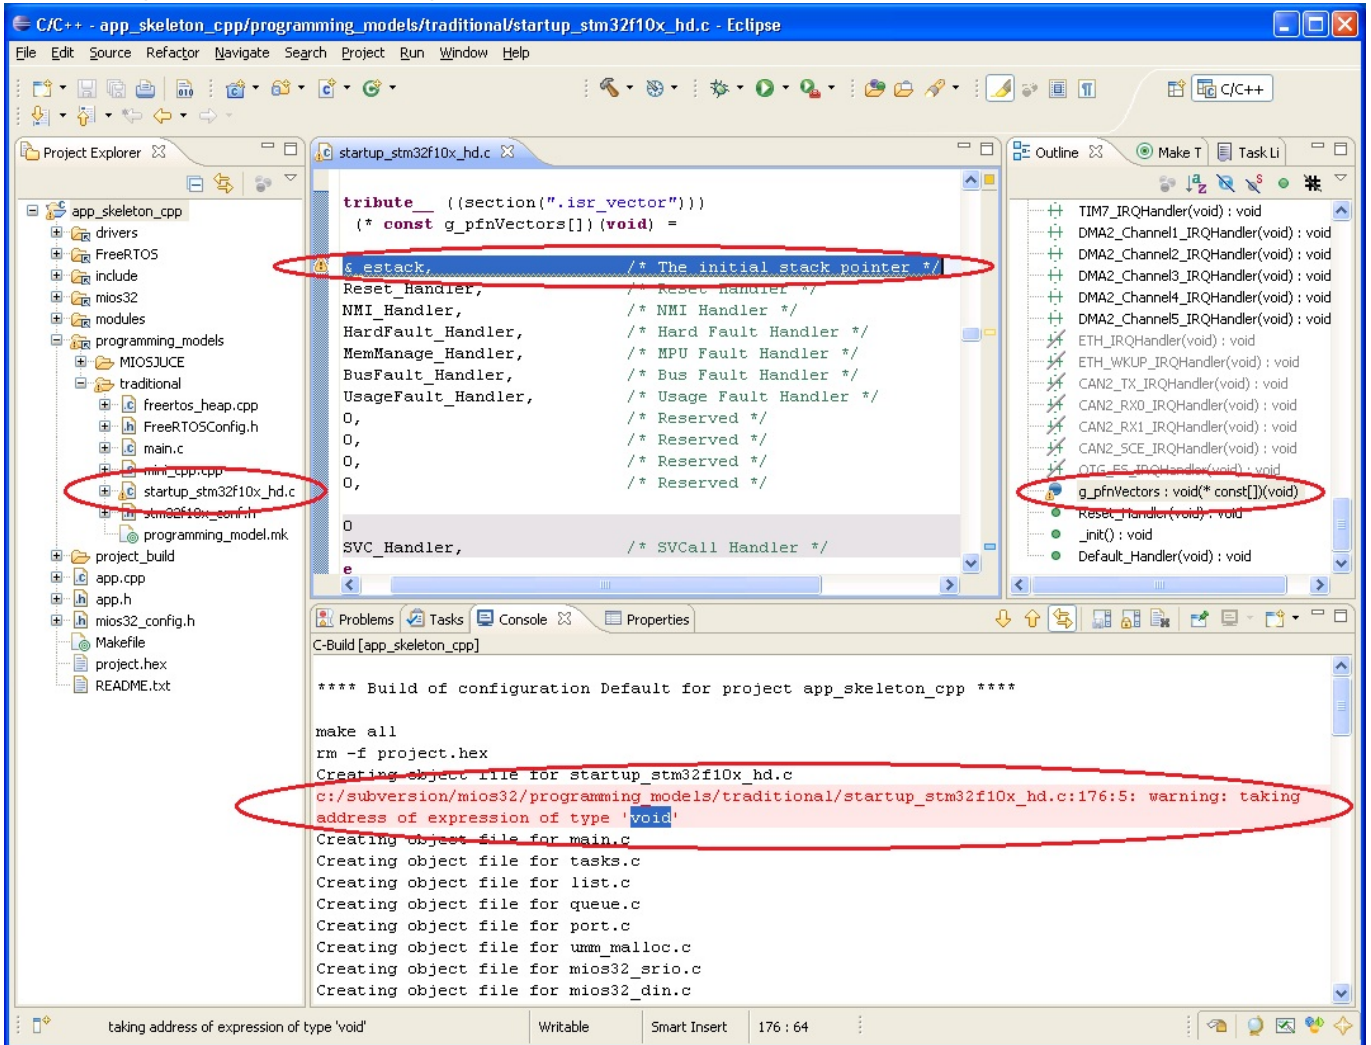 C/C++ - app_skeleton_cpp/programming_models/traditional/startup_stm32f10x_hd.c - Eclipse
File Edit Source Refactor Navigate Search Project Run Window Help
C/C++
Project Explorer
app_skeleton_cpp
drivers
FreeRTOS
include
mios32
modules
programming_models
MIOSJUCE
traditional
freertos_heap.cpp
FreeRTOSConfig.h
main.c
mini_cpp.cpp
startup_stm32f10x_hd.c
stm32f10x_conf.h
programming_model.mk
project_build
app.cpp
app.h
mios32_config.h
Makefile
project.hex
README.txt
startup_stm32f10x_hd.c
tribute__ ((section(".isr_vector")))
(* const g_pfnVectors[])(void) =
&_estack, /* The initial stack pointer */
Reset_Handler, /* Reset Handler */
NMI_Handler, /* NMI Handler */
HardFault_Handler, /* Hard Fault Handler */
MemManage_Handler, /* MPU Fault Handler */
BusFault_Handler, /* Bus Fault Handler */
UsageFault_Handler, /* Usage Fault Handler */
0, /* Reserved */
0, /* Reserved */
0, /* Reserved */
0, /* Reserved */
0
SVC_Handler, /* SVCall Handler */
e
Outline Make T Task Li
TIM7_IRQHandler(void) : void
DMA2_Channel1_IRQHandler(void) : void
DMA2_Channel2_IRQHandler(void) : void
DMA2_Channel3_IRQHandler(void) : void
DMA2_Channel4_IRQHandler(void) : void
DMA2_Channel5_IRQHandler(void) : void
ETH_IRQHandler(void) : void
ETH_WKUP_IRQHandler(void) : void
CAN2_TX_IRQHandler(void) : void
CAN2_RX0_IRQHandler(void) : void
CAN2_RX1_IRQHandler(void) : void
CAN2_SCE_IRQHandler(void) : void
OTG_FS_IRQHandler(void) : void
g_pfnVectors : void(* const[])(void)
Reset_Handler(void) : void
_init() : void
Default_Handler(void) : void
Problems Tasks Console Properties
C-Build [app_skeleton_cpp]
**** Build of configuration Default for project app_skeleton_cpp ****
make all
rm -f project.hex
Creating object file for startup_stm32f10x_hd.c
c:/subversion/mios32/programming_models/traditional/startup_stm32f10x_hd.c:176:5: warning: taking
address of expression of type 'void'
Creating object file for main.c
Creating object file for tasks.c
Creating object file for list.c
Creating object file for queue.c
Creating object file for port.c
Creating object file for umm_malloc.c
Creating object file for mios32_srio.c
Creating object file for mios32_din.c
taking address of expression of type 'void' Writable Smart Insert 176 : 64